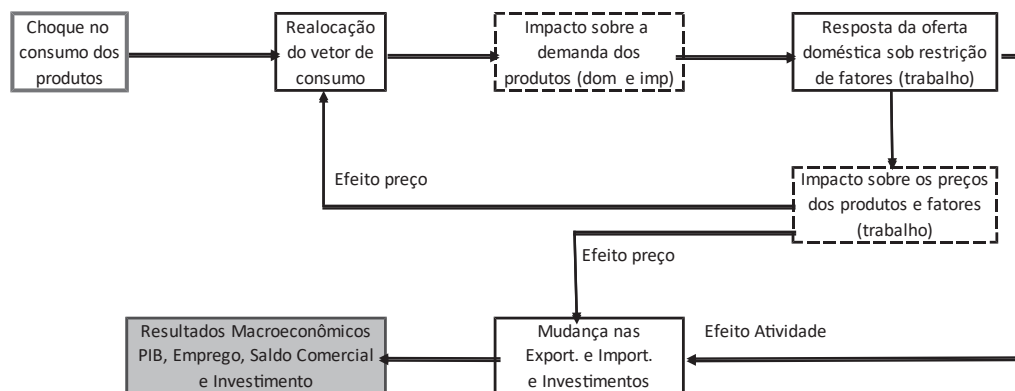 Choque no
consumo dos
produtos
Realocação
do vetor de
consumo
Impacto sobre a
demanda dos
produtos (dom e imp)
Resposta da oferta
doméstica sob restrição
de fatores (trabalho)
Efeito preço
Impacto sobre os preços
dos produtos e fatores
(trabalho)
Efeito preço
Resultados Macroeconômicos
PIB, Emprego, Saldo Comercial
e Investimento
Mudança nas
Export. e Import.
e Investimentos
Efeito Atividade